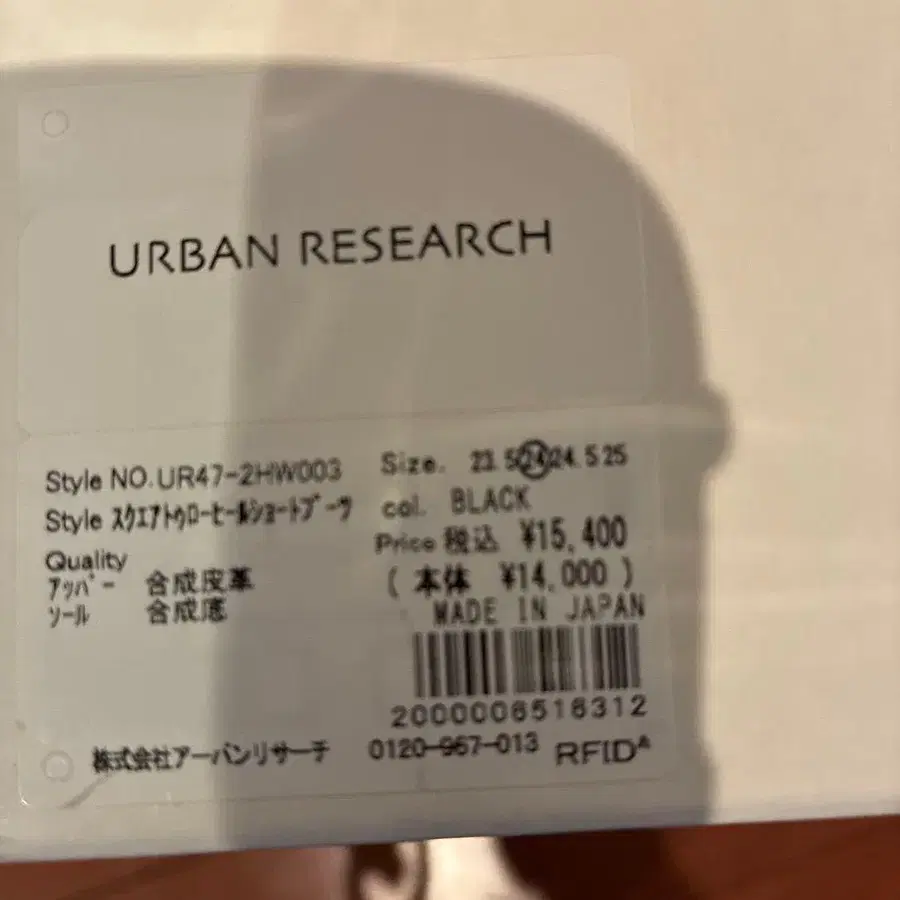 URBAN RESEARCH
Style NO.UR47-2HW003
Style ｽｸｴｱﾄｩﾛｰﾋｰﾙｼｮｰﾄﾌﾞｰﾂ
Quality
ｱｯﾊﾟｰ 合成皮革
ｿｰﾙ 合成底
Size. 23.5 24 24.5 25
col. BLACK
Price 税込 ¥15,400
( 本体 ¥14,000 )
MADE IN JAPAN
2000006516312
株式会社アーバンリサーチ 0120-967-013 RFID^A